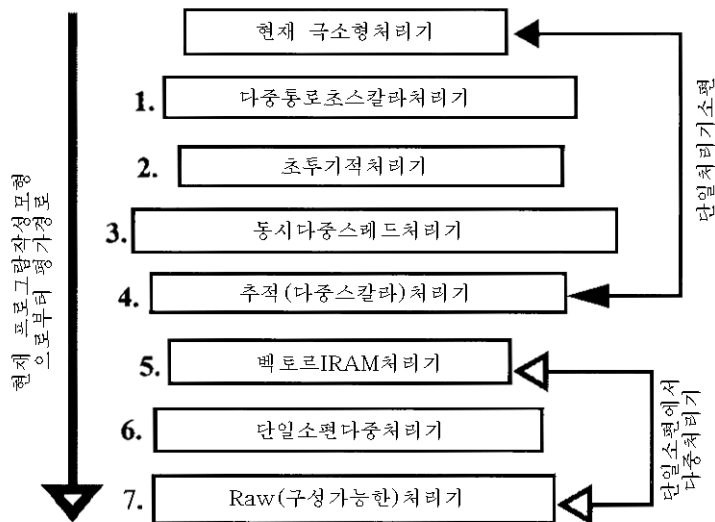 현재 극소형처리기
1. 다중통로초스칼라처리기
2. 초투기적처리기
3. 동시다중스레드처리기
4. 추적(다중스칼라)처리기
5. 벡토르IRAM처리기
6. 단일소편다중처리기
7. Raw(구성가능한)처리기
현재 프로그람작성모형
으로부터 평가경로
단일처리기소편
단일소편에서
다중처리기